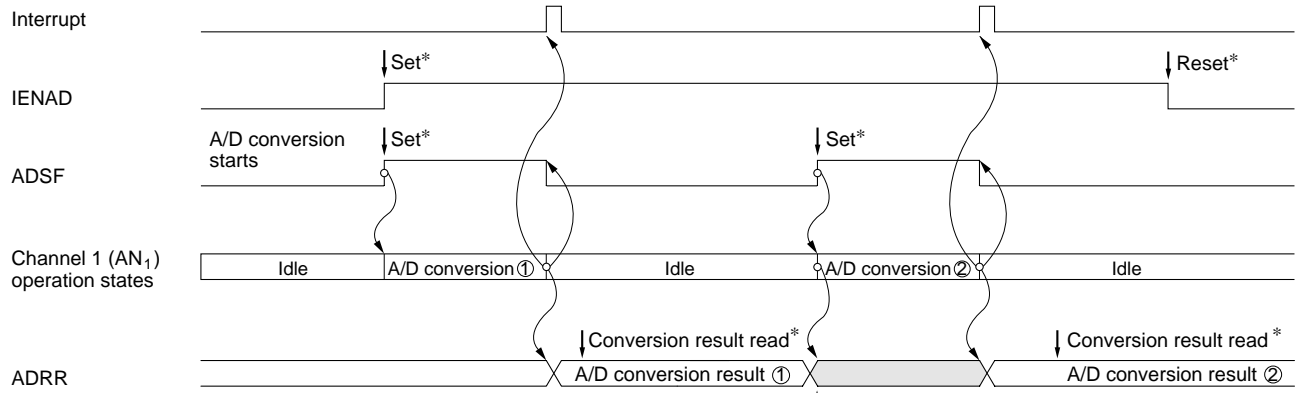 Interrupt
Set* Reset*
IENAD
A/D conversion starts Set* Set*
ADSF
Channel 1 (AN1) operation states
Idle A/D conversion ① Idle A/D conversion ② Idle
Conversion result read* Conversion result read *
ADRR A/D conversion result ① A/D conversion result ②